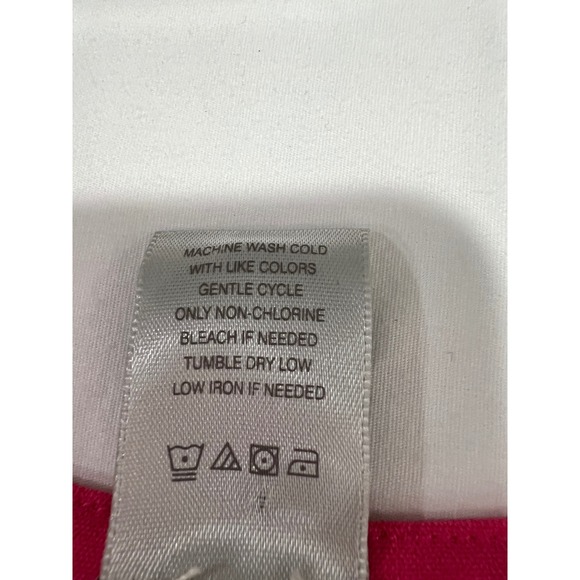 MACHINE WASH COLD
WITH LIKE COLORS
GENTLE CYCLE
ONLY NON-CHLORINE
BLEACH IF NEEDED
TUMBLE DRY LOW
LOW IRON IF NEEDED